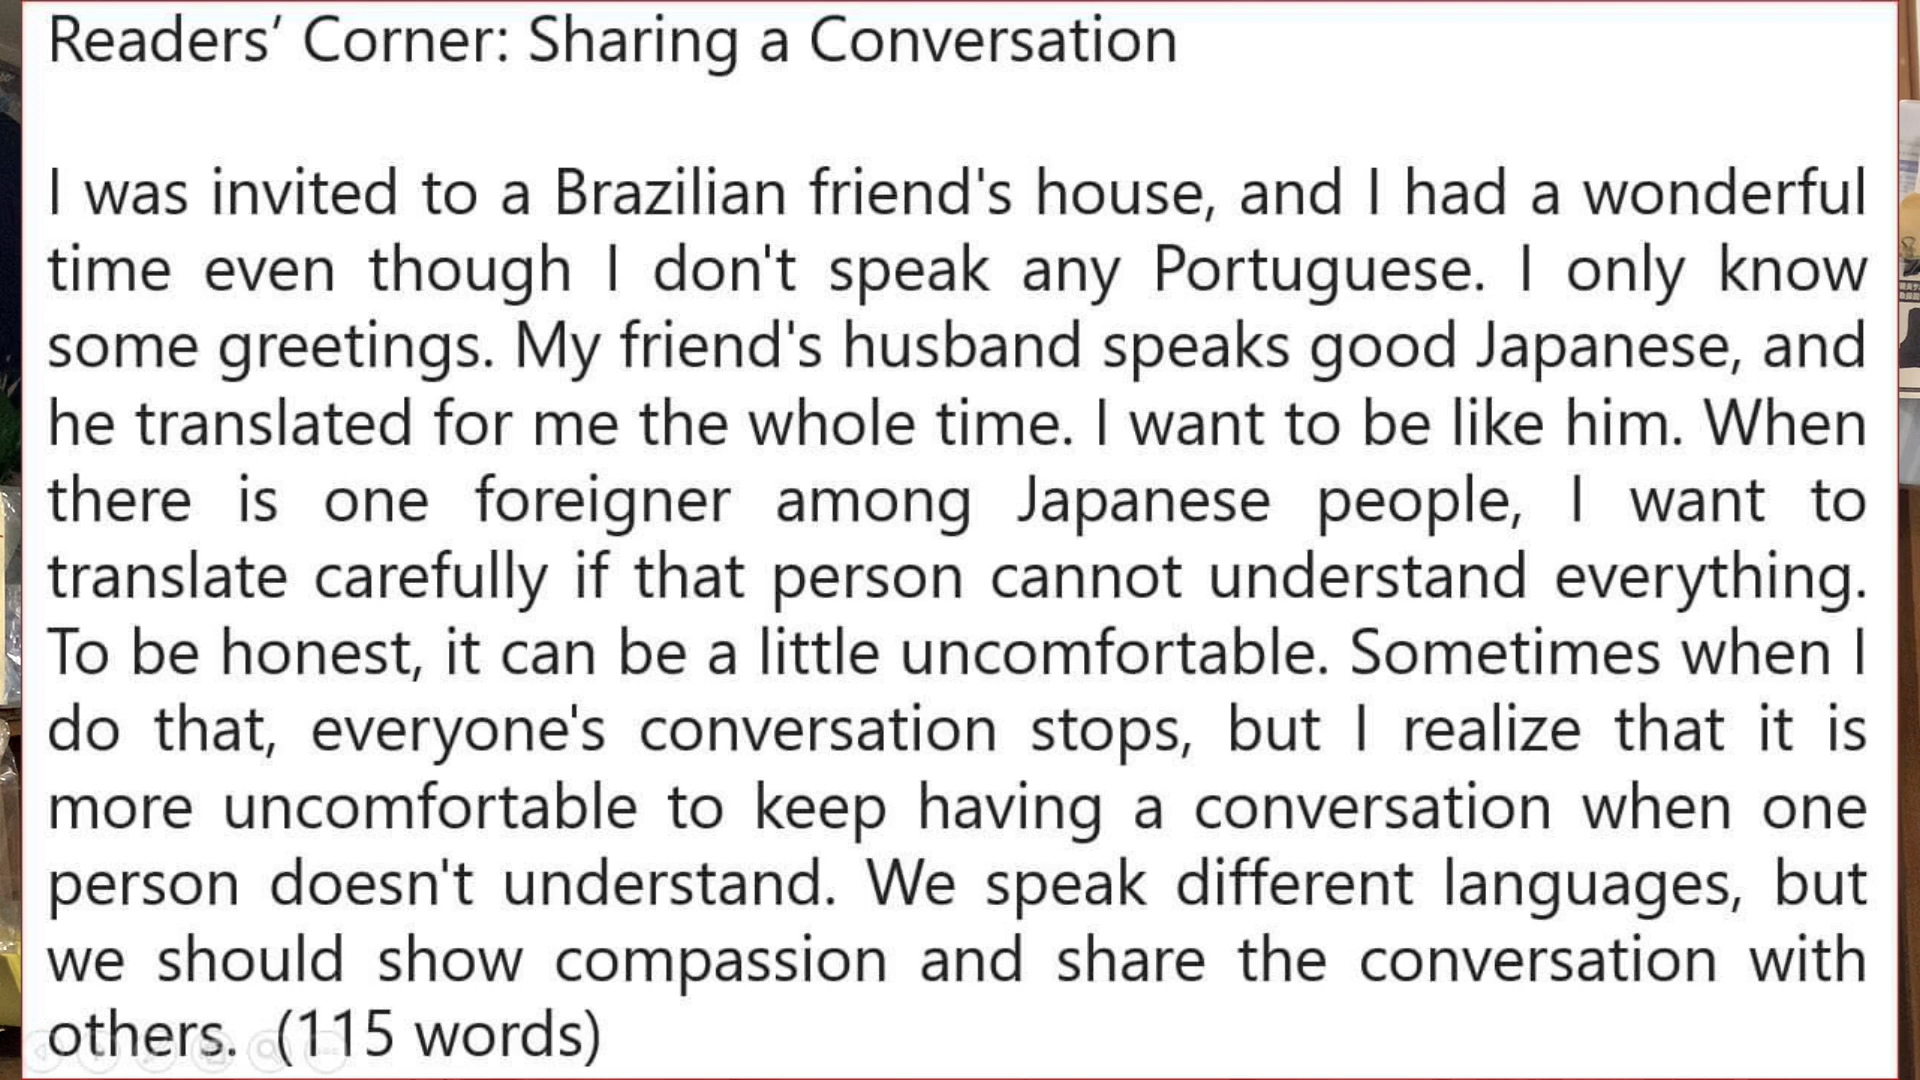 Readers’ Corner: Sharing a Conversation
I was invited to a Brazilian friend's house, and I had a wonderful
time even though I don't speak any Portuguese. I only know
some greetings. My friend's husband speaks good Japanese, and
he translated for me the whole time. I want to be like him. When
there is one foreigner among Japanese people, I want to
translate carefully if that person cannot understand everything.
To be honest, it can be a little uncomfortable. Sometimes when I
do that, everyone's conversation stops, but I realize that it is
more uncomfortable to keep having a conversation when one
person doesn't understand. We speak different languages, but
we should show compassion and share the conversation with
others. (115 words)